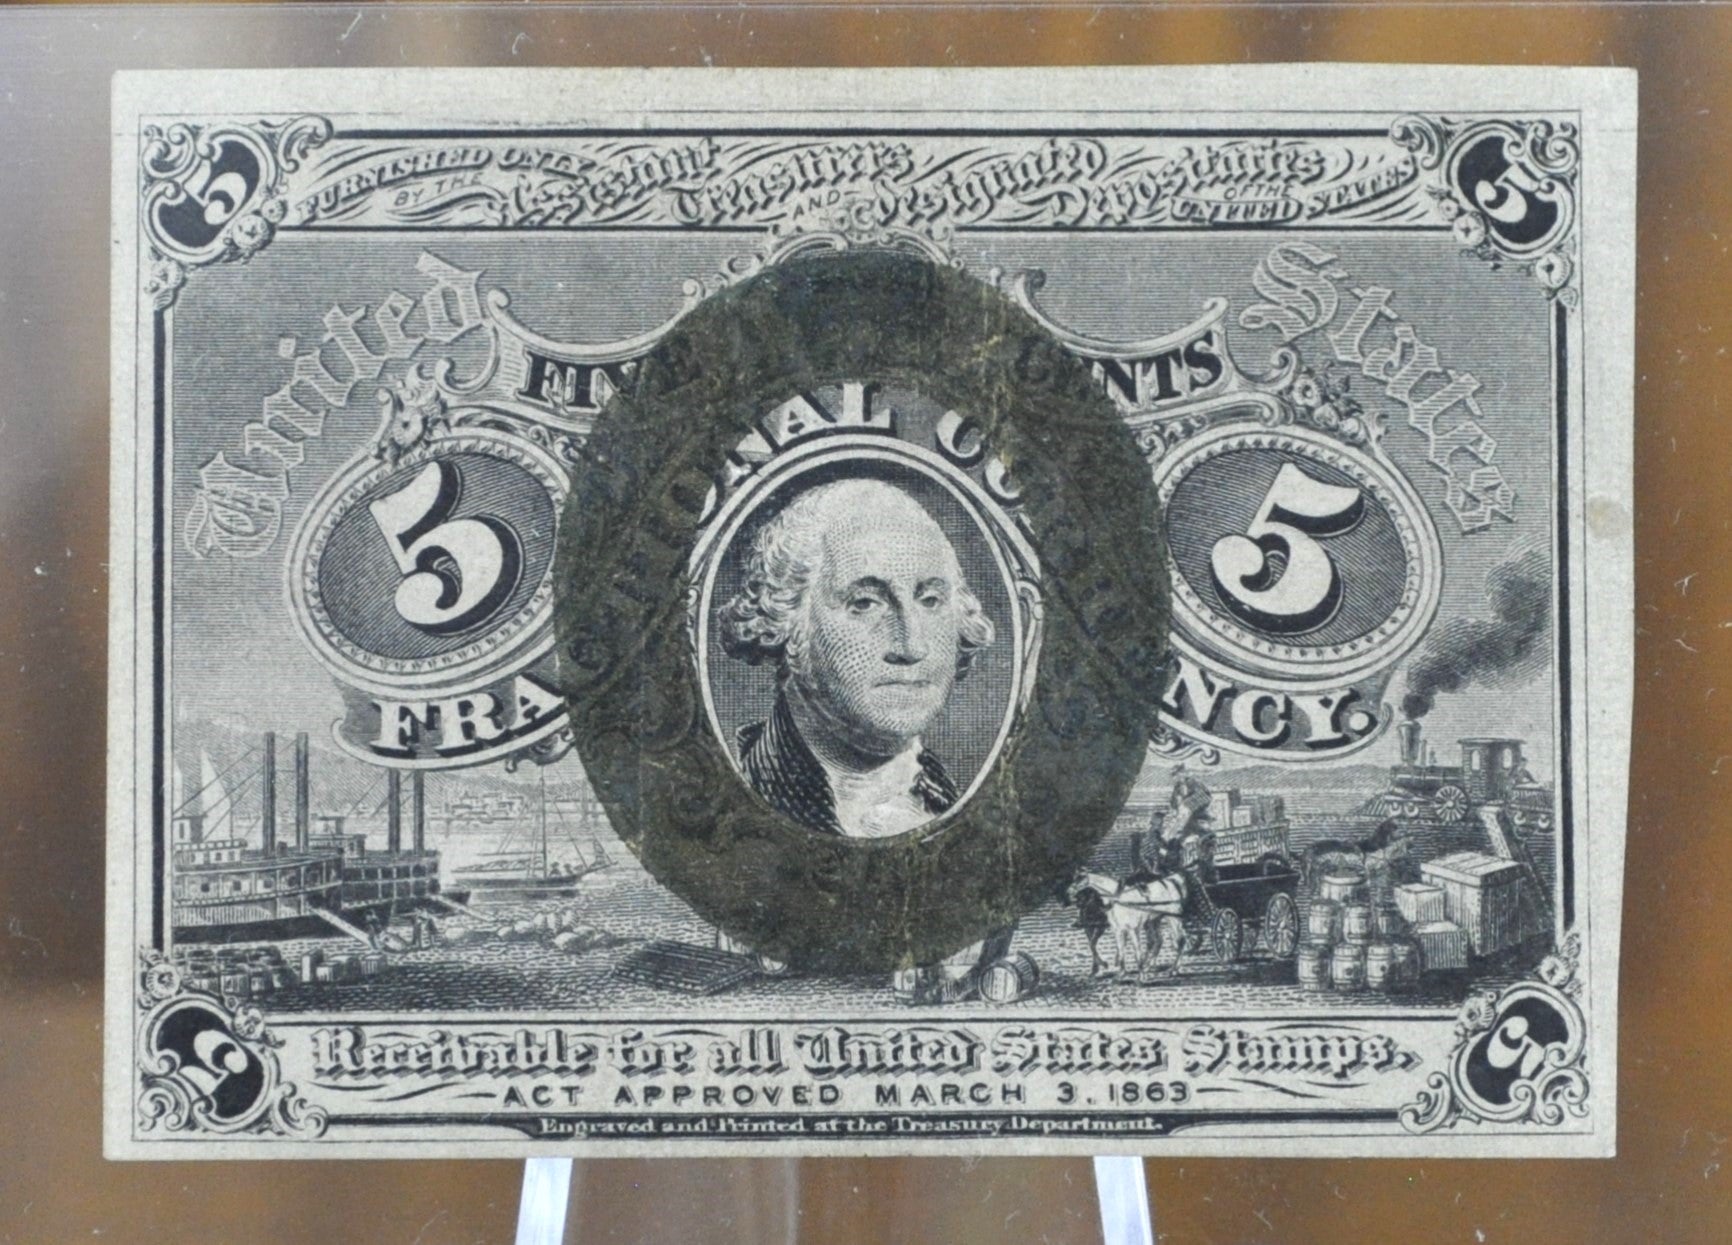 5 FURNISHED ONLY BY THE Assistant Treasurers AND designated Depositaries OF THE UNITED STATES 5
United States
FIVE CENTS
5 5
FRACTIONAL CURRENCY.
5 Receivable for all United States Stamps. 5
ACT APPROVED MARCH 3, 1863
Engraved and Printed at the Treasury Department.